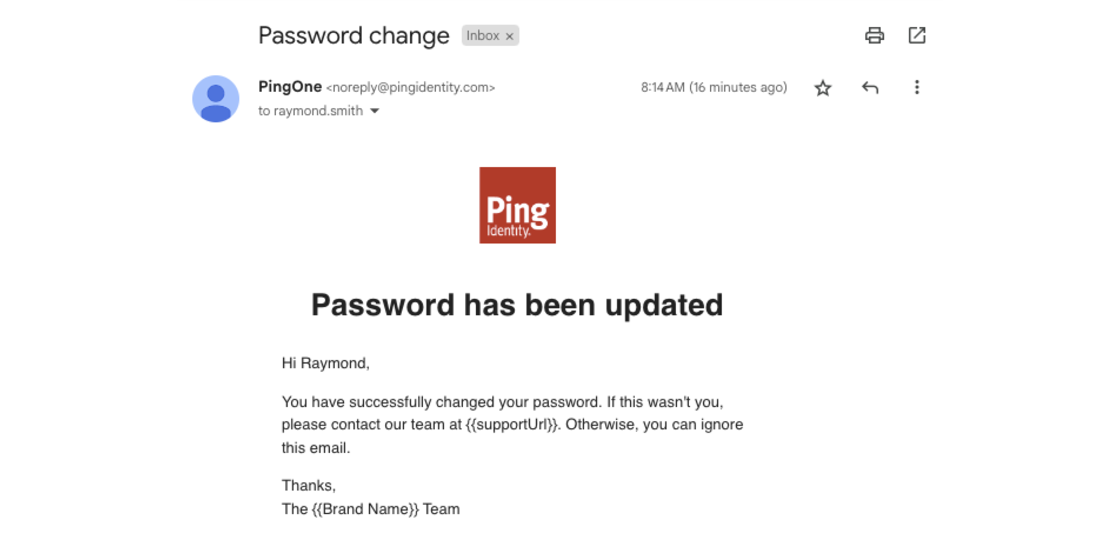 Password change Inbox ×
PingOne <noreply@pingidentity.com> 8:14 AM (16 minutes ago)
to raymond.smith
Ping
Identity.
Password has been updated
Hi Raymond,
You have successfully changed your password. If this wasn't you,
please contact our team at {{supportUrl}}. Otherwise, you can ignore
this email.
Thanks,
The {{Brand Name}} Team